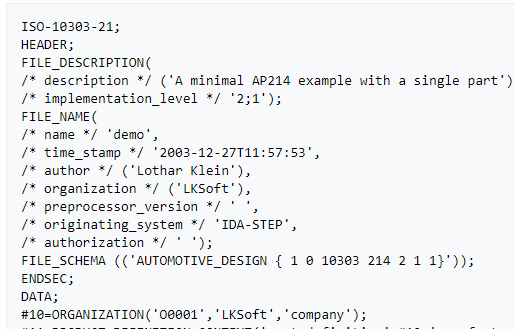 ISO-10303-21;
HEADER;
FILE_DESCRIPTION(
/* description */ ('A minimal AP214 example with a single part')
/* implementation_level */ '2;1');
FILE_NAME(
/* name */ 'demo',
/* time_stamp */ '2003-12-27T11:57:53',
/* author */ ('Lothar Klein'),
/* organization */ ('LKSoft'),
/* preprocessor_version */ ' ',
/* originating_system */ 'IDA-STEP',
/* authorization */ ' ');
FILE_SCHEMA (('AUTOMOTIVE_DESIGN { 1 0 10303 214 2 1 1}'));
ENDSEC;
DATA;
#10=ORGANIZATION('O0001','LKSoft','company');